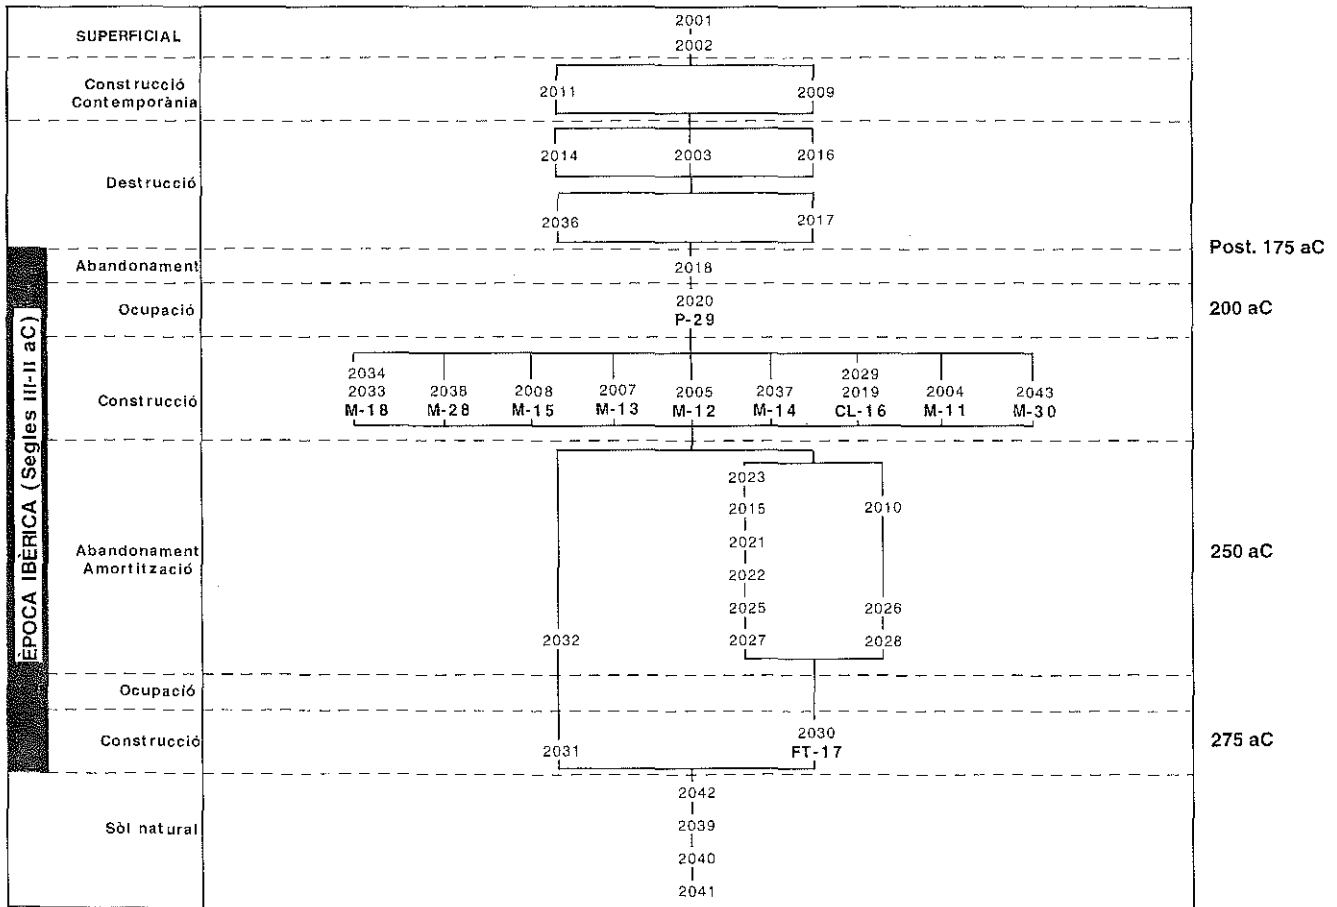 2001
SUPERFICIAL
2002
Construcció
Contemporània
2011 2009
2014 2003 2016
Destrucció
2036 2017
Post. 175 aC
Abandonament 2018
Ocupació 2020 200 aC
P-29
2034 2029
2033 2038 2008 2007 2005 2037 2019 2004 2043
Construcció M-18 M-28 M-15 M-13 M-12 M-14 CL-16 M-11 M-30
ÈPOCA IBÈRICA (Segles III-II aC)
2023
2015 2010
2021
Abandonament 250 aC
Amortització
2022
2025 2026
2032 2027 2028
Ocupació
2030
Construcció 2031 FT-17 275 aC
2042
Sòl natural 2039
2040
2041